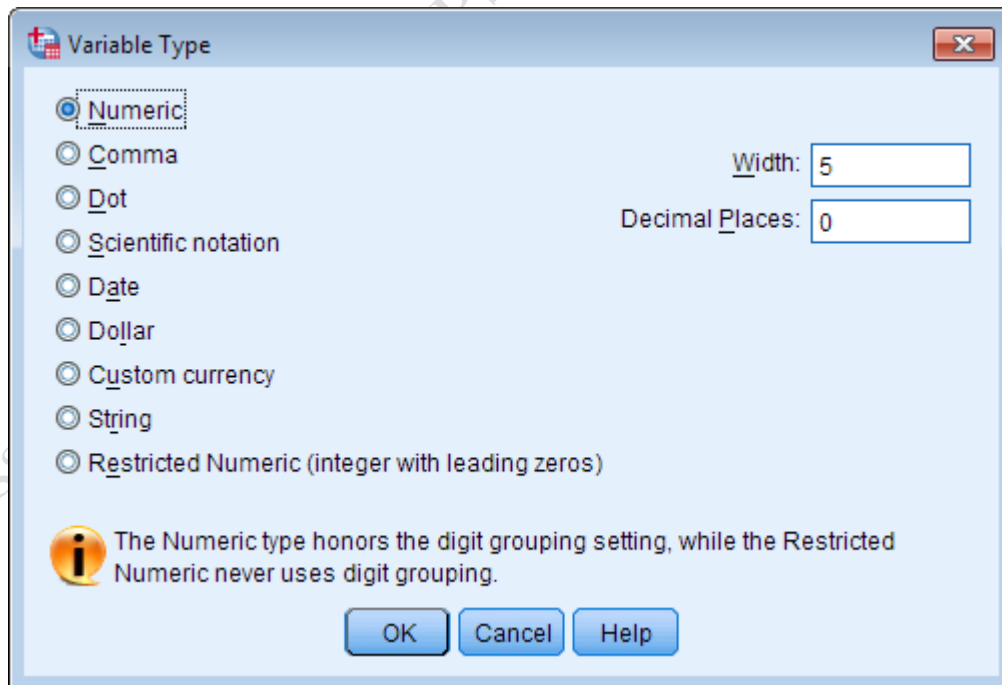 Variable Type
Numeric
Comma
Width: 5
Dot
Decimal Places: 0
Scientific notation
Date
Dollar
Custom currency
String
Restricted Numeric (integer with leading zeros)
The Numeric type honors the digit grouping setting, while the Restricted
Numeric never uses digit grouping.
OK Cancel Help